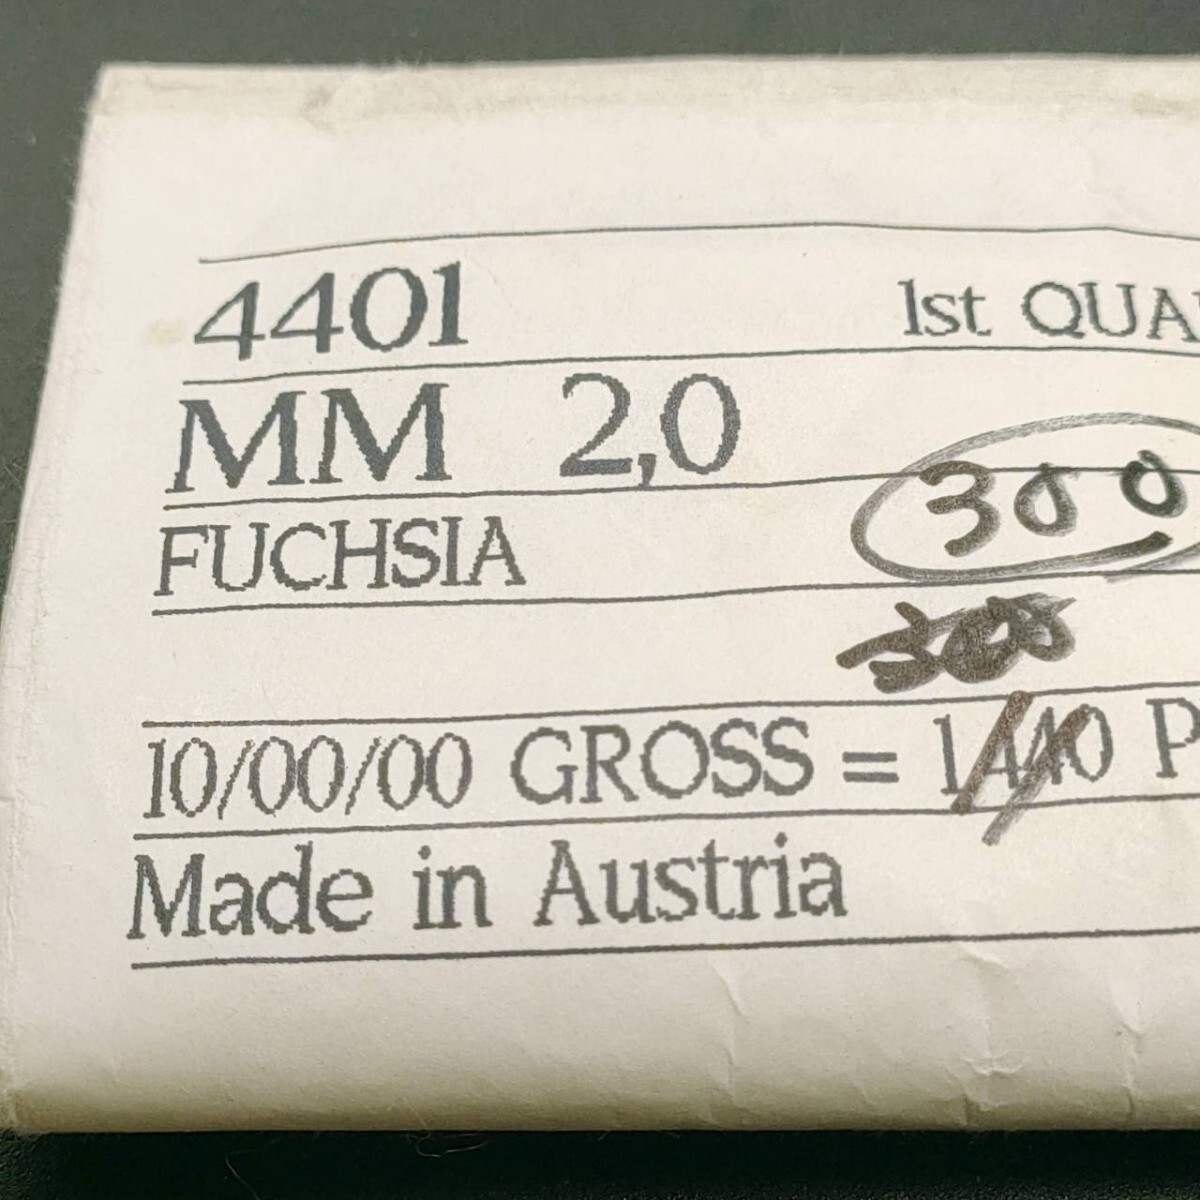 4401 1st QUA
MM 2,0
300
FUCHSIA
10/00/00 GROSS = 1440 P
Made in Austria